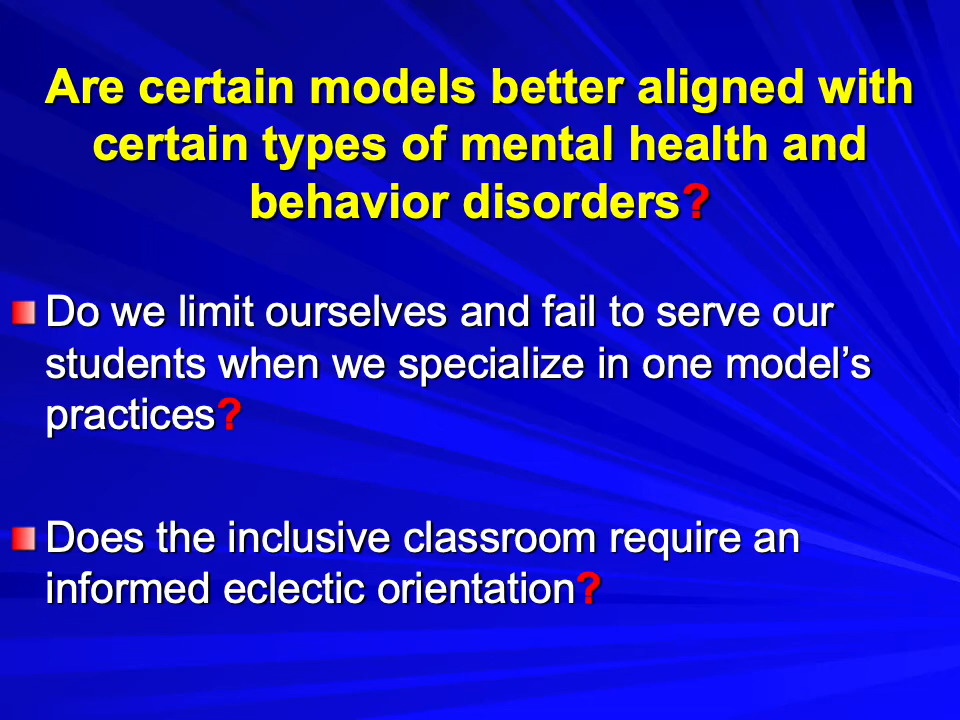 Are certain models better aligned with
certain types of mental health and
behavior disorders?
Do we limit ourselves and fail to serve our
students when we specialize in one model’s
practices?
Does the inclusive classroom require an
informed eclectic orientation?